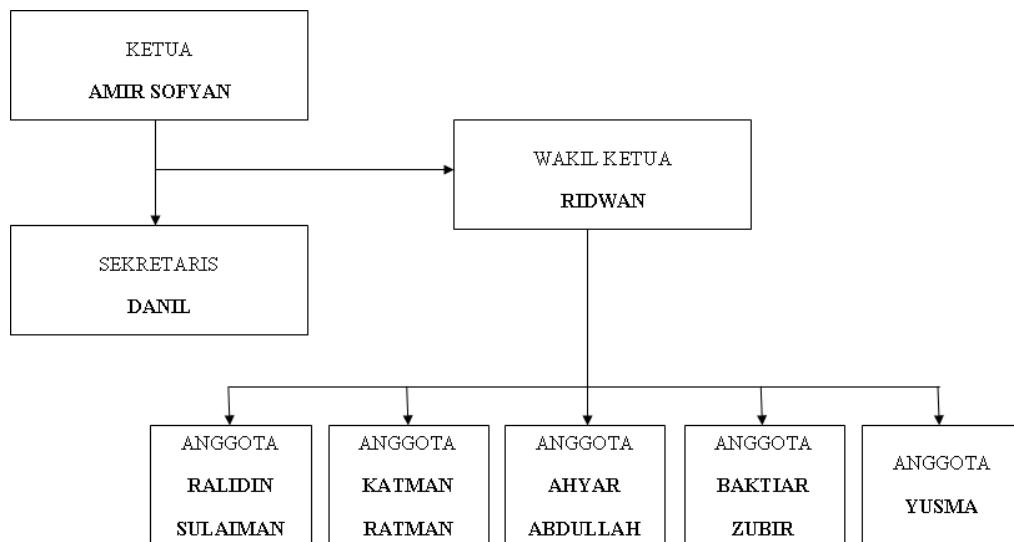 KETUA
AMIR SOFYAN
WAKIL KETUA
RIDWAN
SEKRETARIS
DANIL
ANGGOTA
RALIDIN
SULAIMAN
ANGGOTA
KATMAN
RATMAN
ANGGOTA
AHYAR
ABDULLAH
ANGGOTA
BAKTIAR
ZUBIR
ANGGOTA
YUSMA